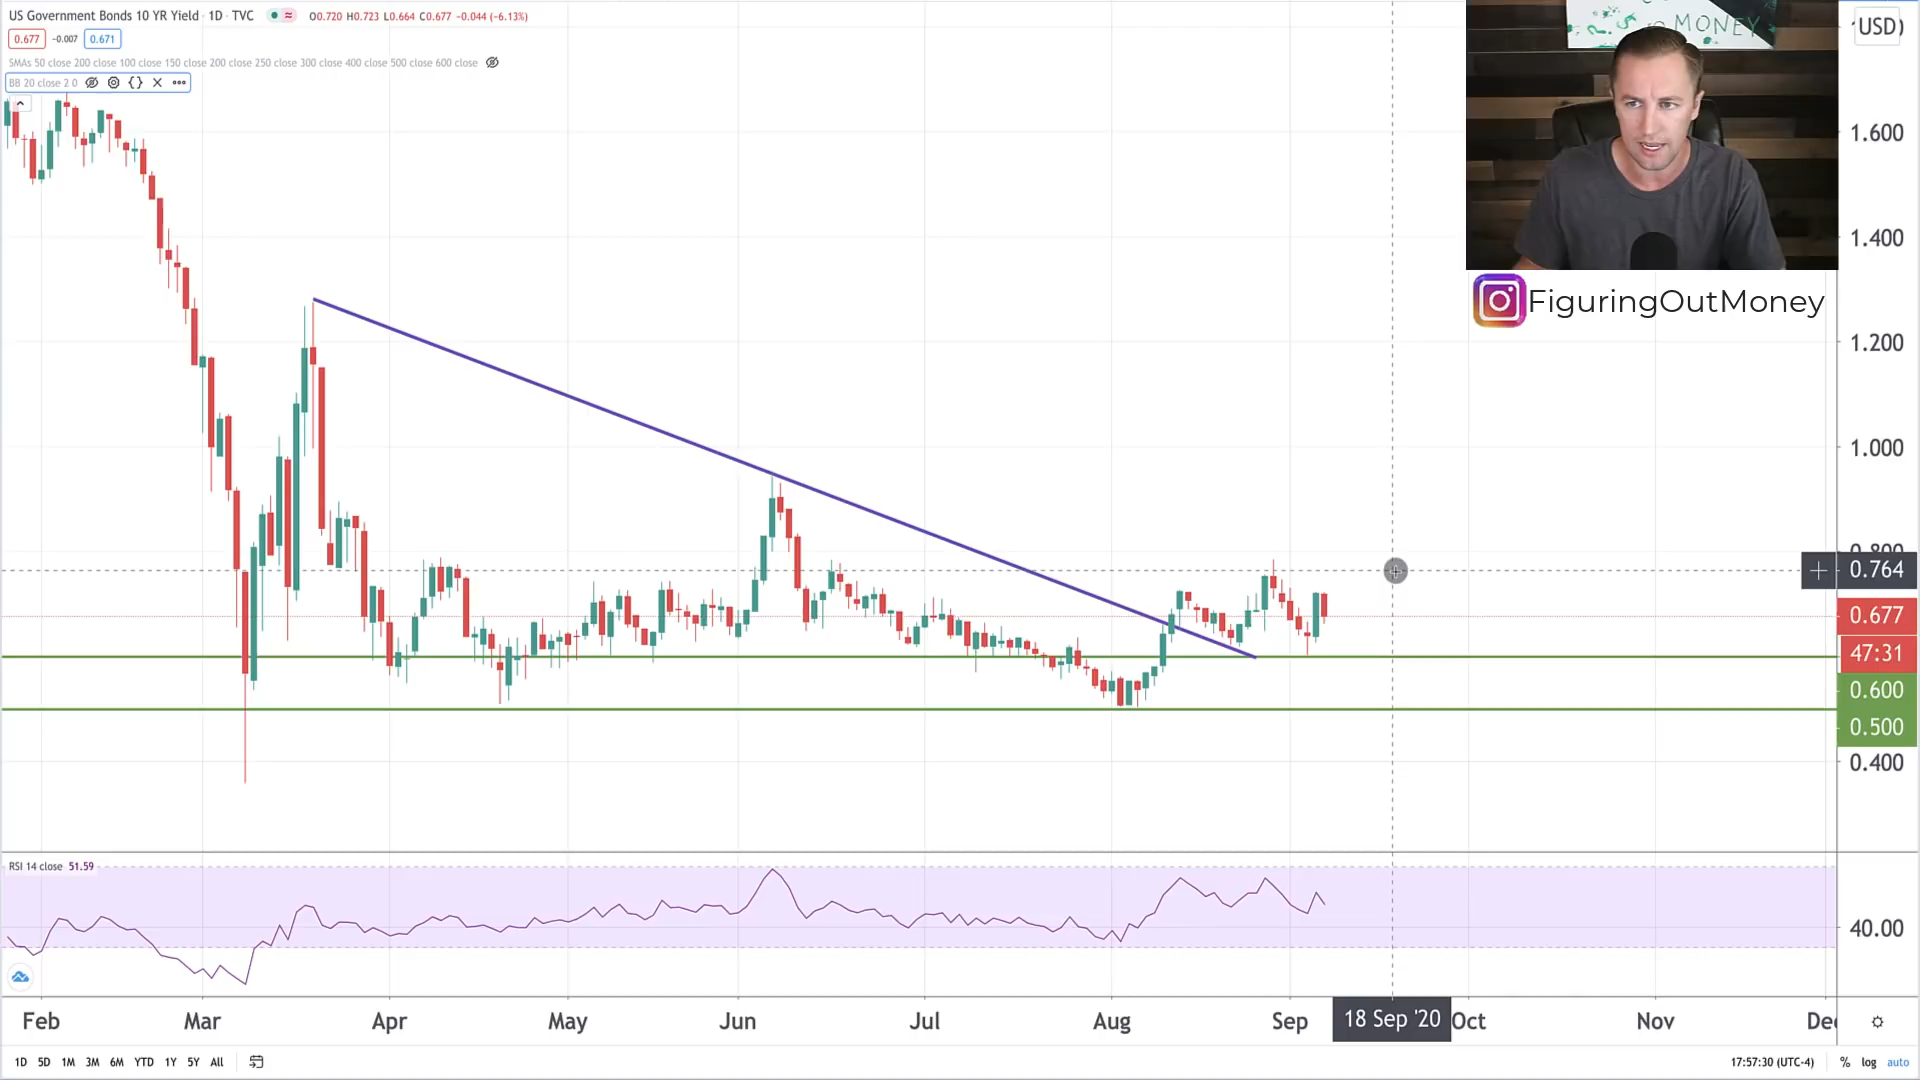 US Government Bonds 10 YR Yield · 1D · TVC O0.720 H0.723 L0.664 C0.677 -0.044 (-6.13%)
0.677 -0.007 0.671
SMAs 50 close 200 close 100 close 150 close 200 close 250 close 300 close 400 close 500 close 600 close
BB 20 close 2 0
MONEY
USD)
1.600
1.400
FiguringOutMoney
1.200
1.000
0.800
0.764
0.677
47:31
0.600
0.500
0.400
RSI 14 close 51.59
40.00
Feb Mar Apr May Jun Jul Aug Sep 18 Sep '20 Oct Nov Dec
1D 5D 1M 3M 6M YTD 1Y 5Y All 17:57:30 (UTC-4) % log auto